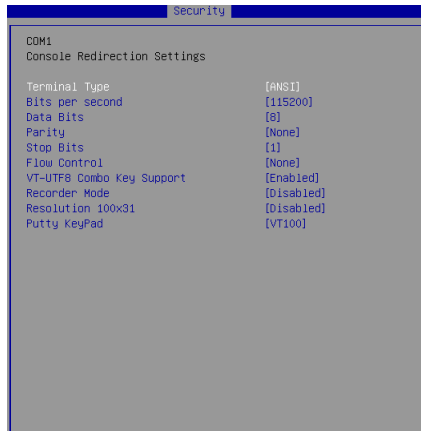 Security
COM1
Console Redirection Settings
Terminal Type [ANSI]
Bits per second [115200]
Data Bits [8]
Parity [None]
Stop Bits [1]
Flow Control [None]
VT-UTF8 Combo Key Support [Enabled]
Recorder Mode [Disabled]
Resolution 100x31 [Disabled]
Putty KeyPad [VT100]